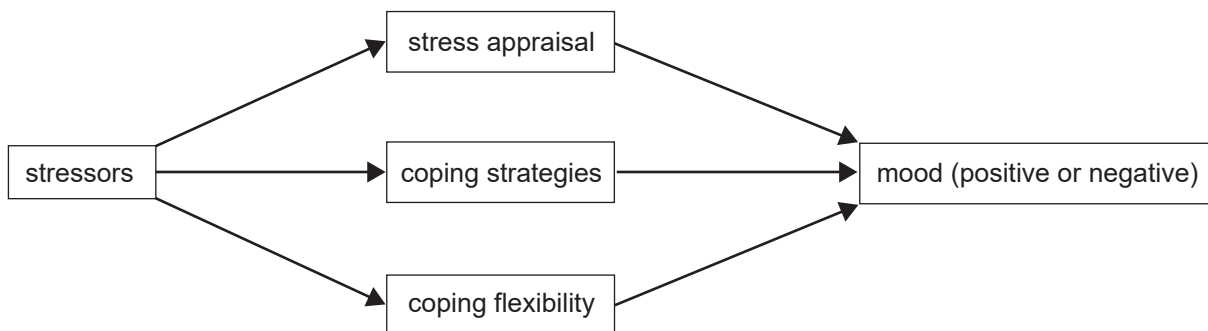 stress appraisal
stressors
coping strategies
mood (positive or negative)
coping flexibility